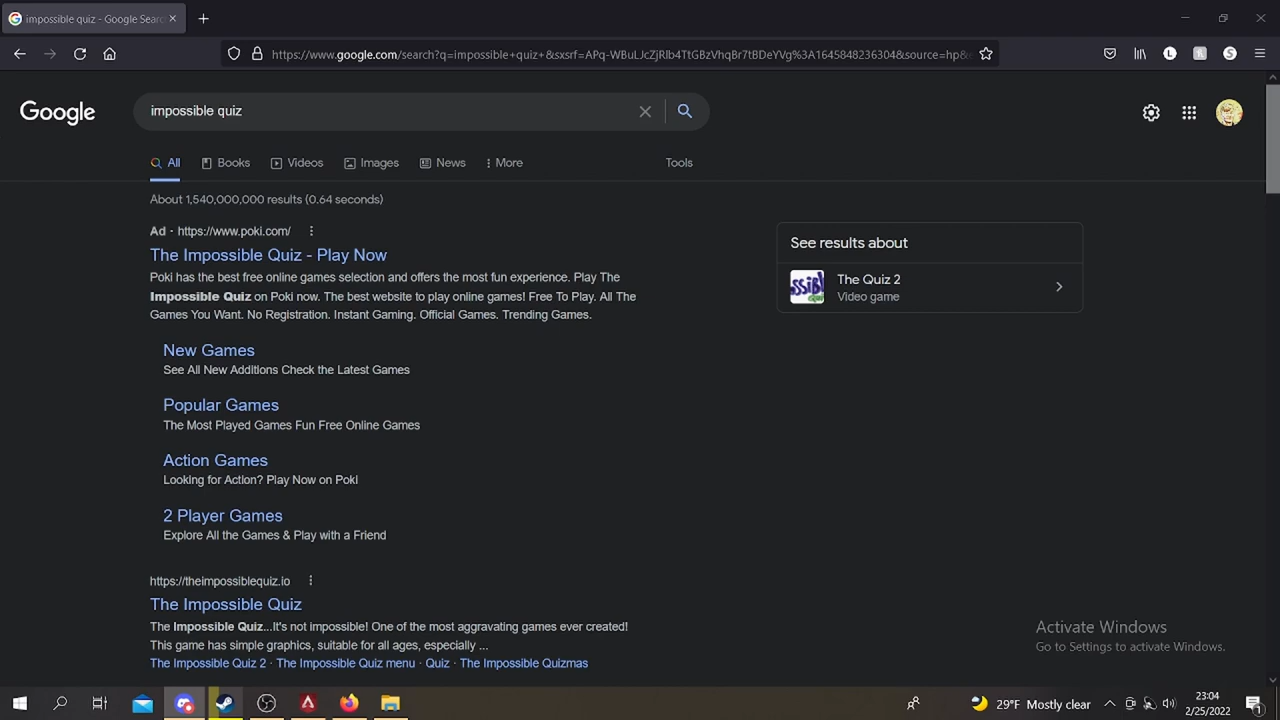 impossible quiz - Google Searc
https://www.google.com/search?q=impossible+quiz+&sxsrf=APq-WBuLJcZjRlb4TtGBzVhqBr7tBDeYVg%3A1645848236304&source=hp&e
Google
impossible quiz
All Books Videos Images News More Tools
About 1,540,000,000 results (0.64 seconds)
Ad · https://www.poki.com/
The Impossible Quiz - Play Now
Poki has the best free online games selection and offers the most fun experience. Play The
Impossible Quiz on Poki now. The best website to play online games! Free To Play. All The
Games You Want. No Registration. Instant Gaming. Official Games. Trending Games.
New Games
See All New Additions Check the Latest Games
Popular Games
The Most Played Games Fun Free Online Games
Action Games
Looking for Action? Play Now on Poki
2 Player Games
Explore All the Games & Play with a Friend
https://theimpossiblequiz.io
The Impossible Quiz
The Impossible Quiz...It's not impossible! One of the most aggravating games ever created!
This game has simple graphics, suitable for all ages, especially ...
The Impossible Quiz 2 · The Impossible Quiz menu · Quiz · The Impossible Quizmas
See results about
The Quiz 2
Video game
Activate Windows
Go to Settings to activate Windows.
29°F Mostly clear
23:04
2/25/2022